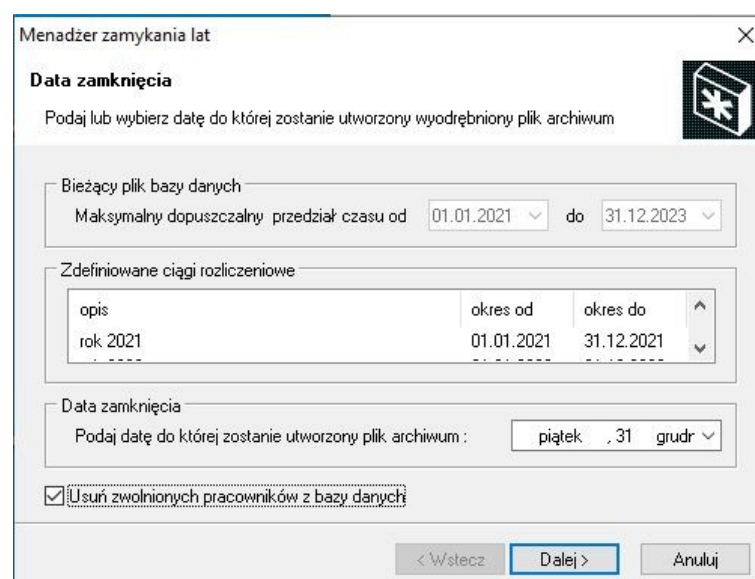 Menadżer zamykania lat
Data zamknięcia
Podaj lub wybierz datę do której zostanie utworzony wyodrębniony plik archiwum
Bieżący plik bazy danych
Maksymalny dopuszczalny przedział czasu od 01.01.2021 do 31.12.2023
Zdefiniowane ciągi rozliczeniowe
opis okres od okres do
rok 2021 01.01.2021 31.12.2021
Data zamknięcia
Podaj datę do której zostanie utworzony plik archiwum : piątek , 31 grudr
Usuń zwolnionych pracowników z bazy danych
< Wstecz Dalej > Anuluj